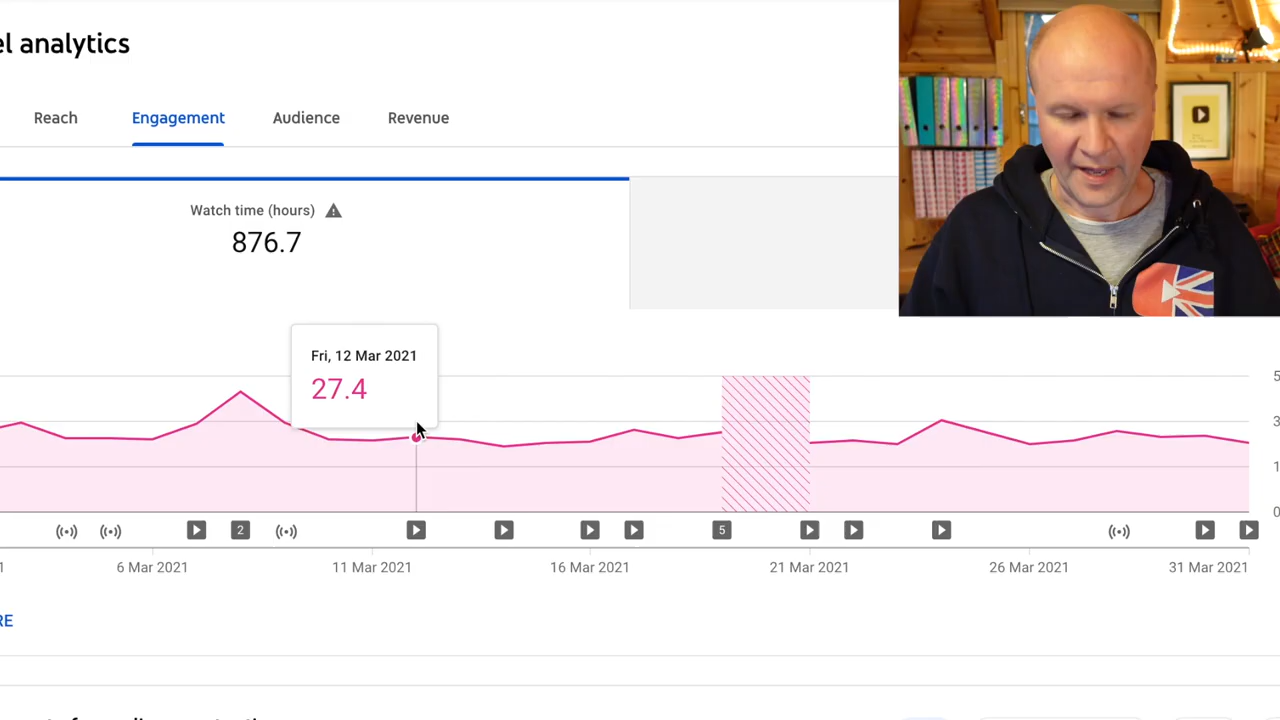 el analytics
Reach
Engagement
Audience
Revenue
Watch time (hours)
876.7
Fri, 12 Mar 2021
27.4
5
3
1
0
2
5
1
6 Mar 2021
11 Mar 2021
16 Mar 2021
21 Mar 2021
26 Mar 2021
31 Mar 2021
RE